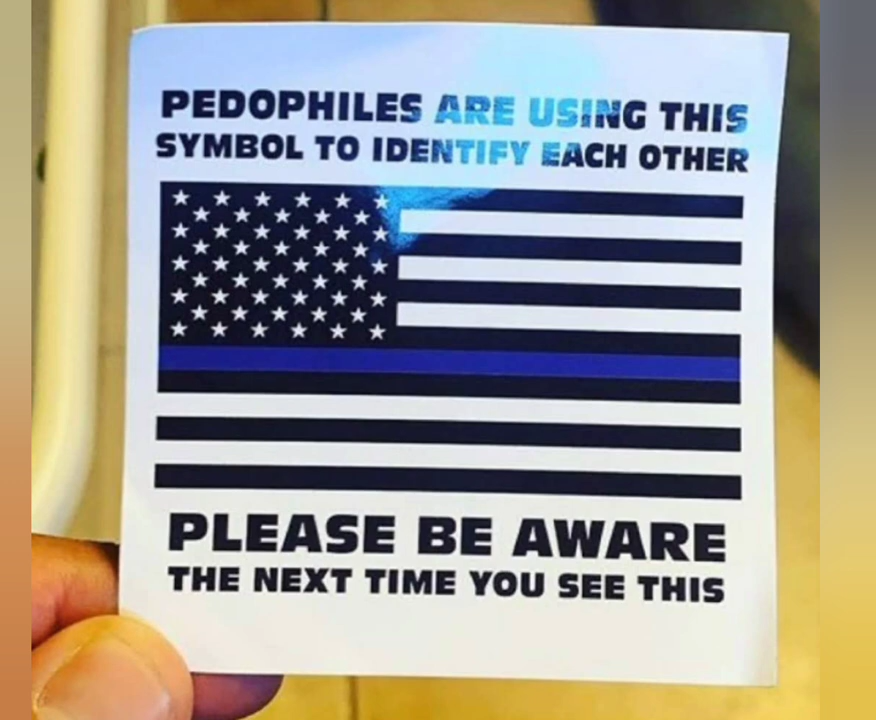 PEDOPHILES ARE USING THIS
SYMBOL TO IDENTIFY EACH OTHER
PLEASE BE AWARE
THE NEXT TIME YOU SEE THIS